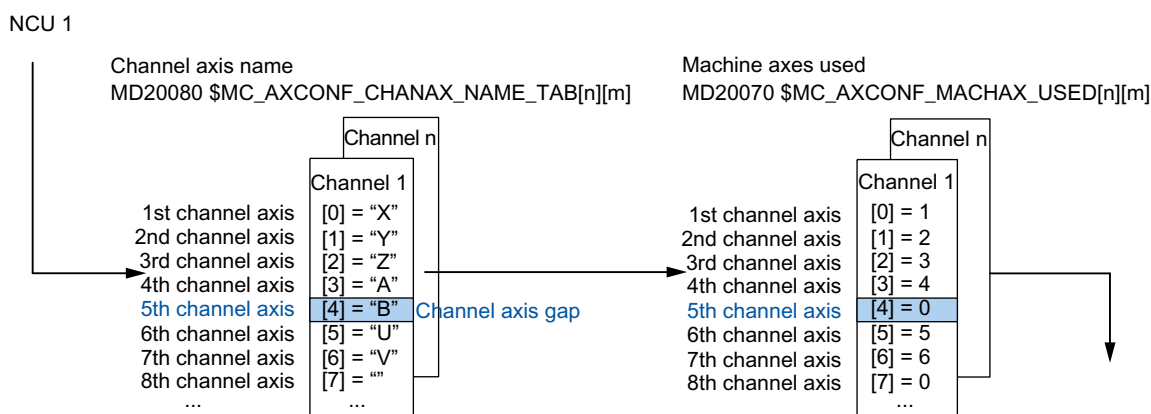 NCU 1
Channel axis name
MD20080 $MC_AXCONF_CHANAX_NAME_TAB[n][m]
Channel n
Channel 1
1st channel axis [0] = “X”
2nd channel axis [1] = “Y”
3rd channel axis [2] = “Z”
4th channel axis [3] = “A”
5th channel axis [4] = “B” Channel axis gap
6th channel axis [5] = “U”
7th channel axis [6] = “V”
8th channel axis [7] = “”
... ...
Machine axes used
MD20070 $MC_AXCONF_MACHAX_USED[n][m]
Channel n
Channel 1
1st channel axis [0] = 1
2nd channel axis [1] = 2
3rd channel axis [2] = 3
4th channel axis [3] = 4
5th channel axis [4] = 0
6th channel axis [5] = 5
7th channel axis [6] = 6
8th channel axis [7] = 0
...